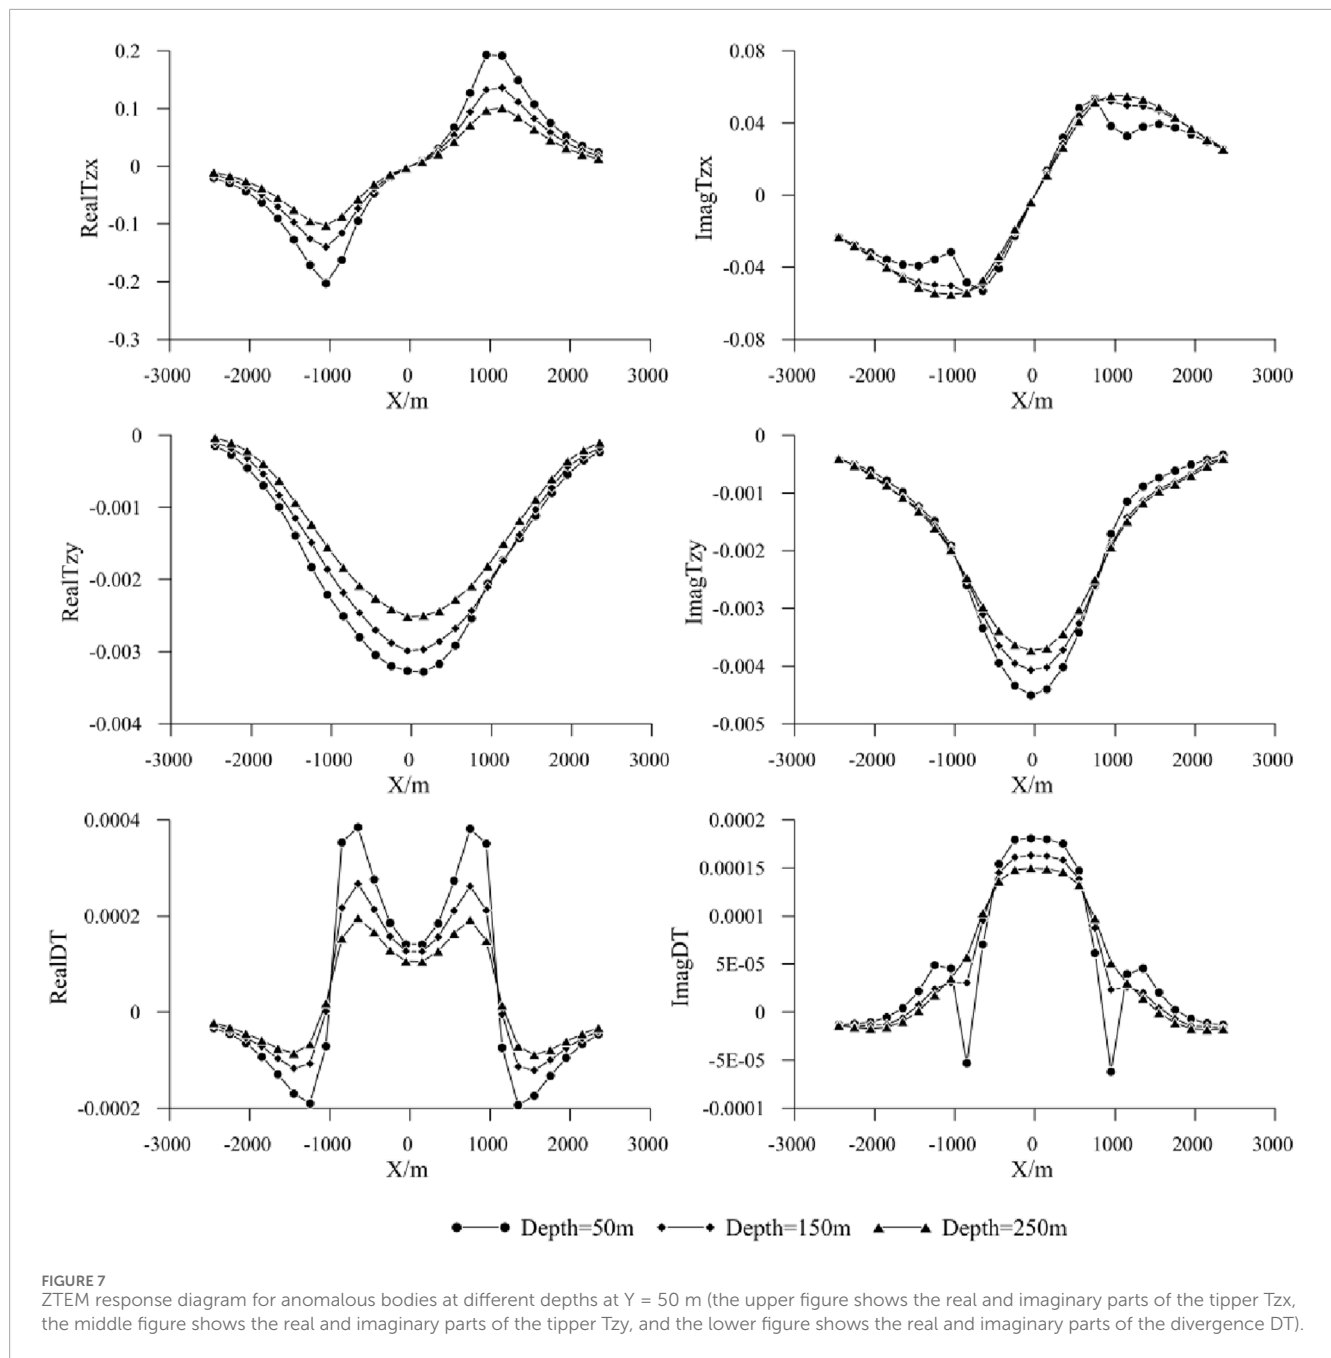 0.2
0.1
0
-0.1
-0.2
-0.3
RealTzx
-3000 -2000 -1000 0 1000 2000 3000
X/m
0.08
0.04
0
-0.04
-0.08
ImagTzx
-3000 -2000 -1000 0 1000 2000 3000
X/m
0
-0.001
-0.002
-0.003
-0.004
RealTzy
-3000 -2000 -1000 0 1000 2000 3000
X/m
0
-0.001
-0.002
-0.003
-0.004
-0.005
ImagTzy
-3000 -2000 -1000 0 1000 2000 3000
X/m
0.0004
0.0002
0
-0.0002
RealDT
-3000 -2000 -1000 0 1000 2000 3000
X/m
0.0002
0.00015
0.0001
5E-05
0
-5E-05
-0.0001
ImagDT
-3000 -2000 -1000 0 1000 2000 3000
X/m
Depth=50m Depth=150m Depth=250m
FIGURE 7
ZTEM response diagram for anomalous bodies at different depths at Y = 50 m (the upper figure shows the real and imaginary parts of the tipper Tzx,
the middle figure shows the real and imaginary parts of the tipper Tzy, and the lower figure shows the real and imaginary parts of the divergence DT).